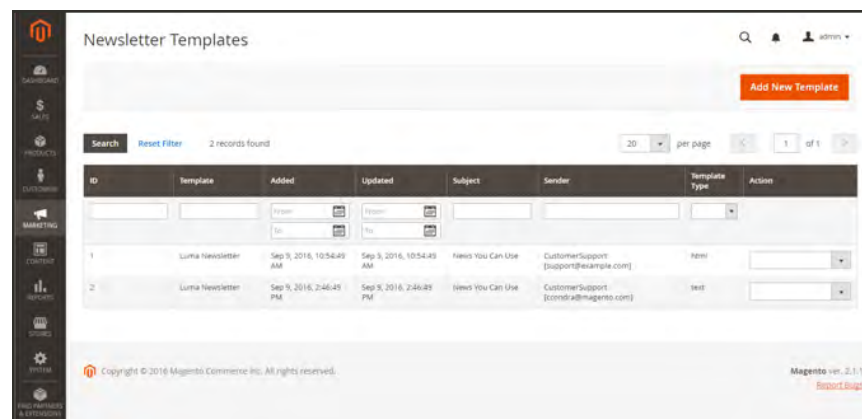 Newsletter Templates
admin
DASHBOARD
Add New Template
$
SALES
PRODUCTS
Search Reset Filter 2 records found 20 per page 1 of 1
CUSTOMERS
ID Template Added Updated Subject Sender Template Type Action
MARKETING
From From
To To
CONTENT
1 Luma Newsletter Sep 9, 2016, 10:54:49 AM Sep 9, 2016, 10:54:49 AM News You Can Use CustomerSupport [support@example.com] html
REPORTS
2 Luma Newsletter Sep 9, 2016, 2:46:49 PM Sep 9, 2016, 2:46:49 PM News You Can Use CustomerSupport text
STORES
SYSTEM
Copyright © 2016 Magento Commerce Inc. All rights reserved. Magento ver. 2.1.1
Report Bugs
FIND PARTNERS
& EXTENSIONS